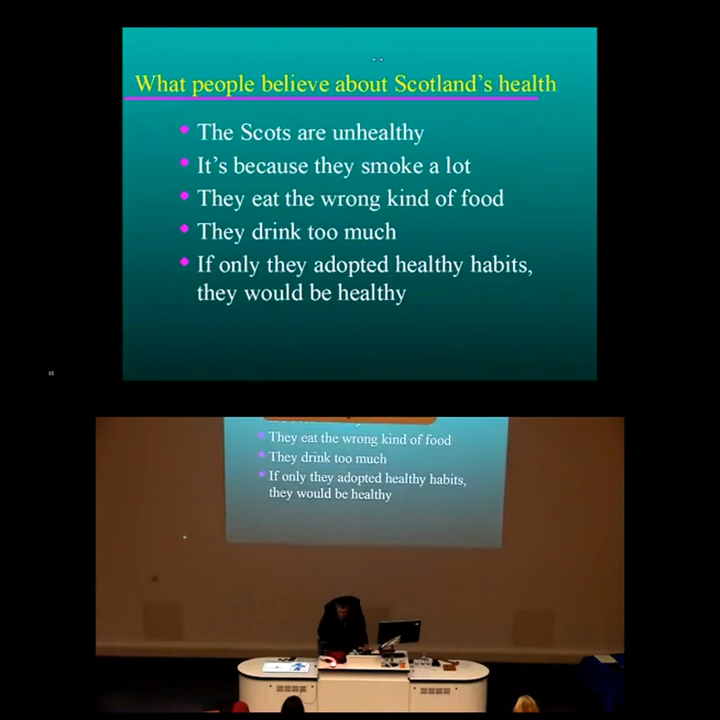 What people believe about Scotland's health
The Scots are unhealthy
It's because they smoke a lot
They eat the wrong kind of food
They drink too much
If only they adopted healthy habits,
they would be healthy
They eat the wrong kind of food
They drink too much
If only they adopted healthy habits,
they would be healthy